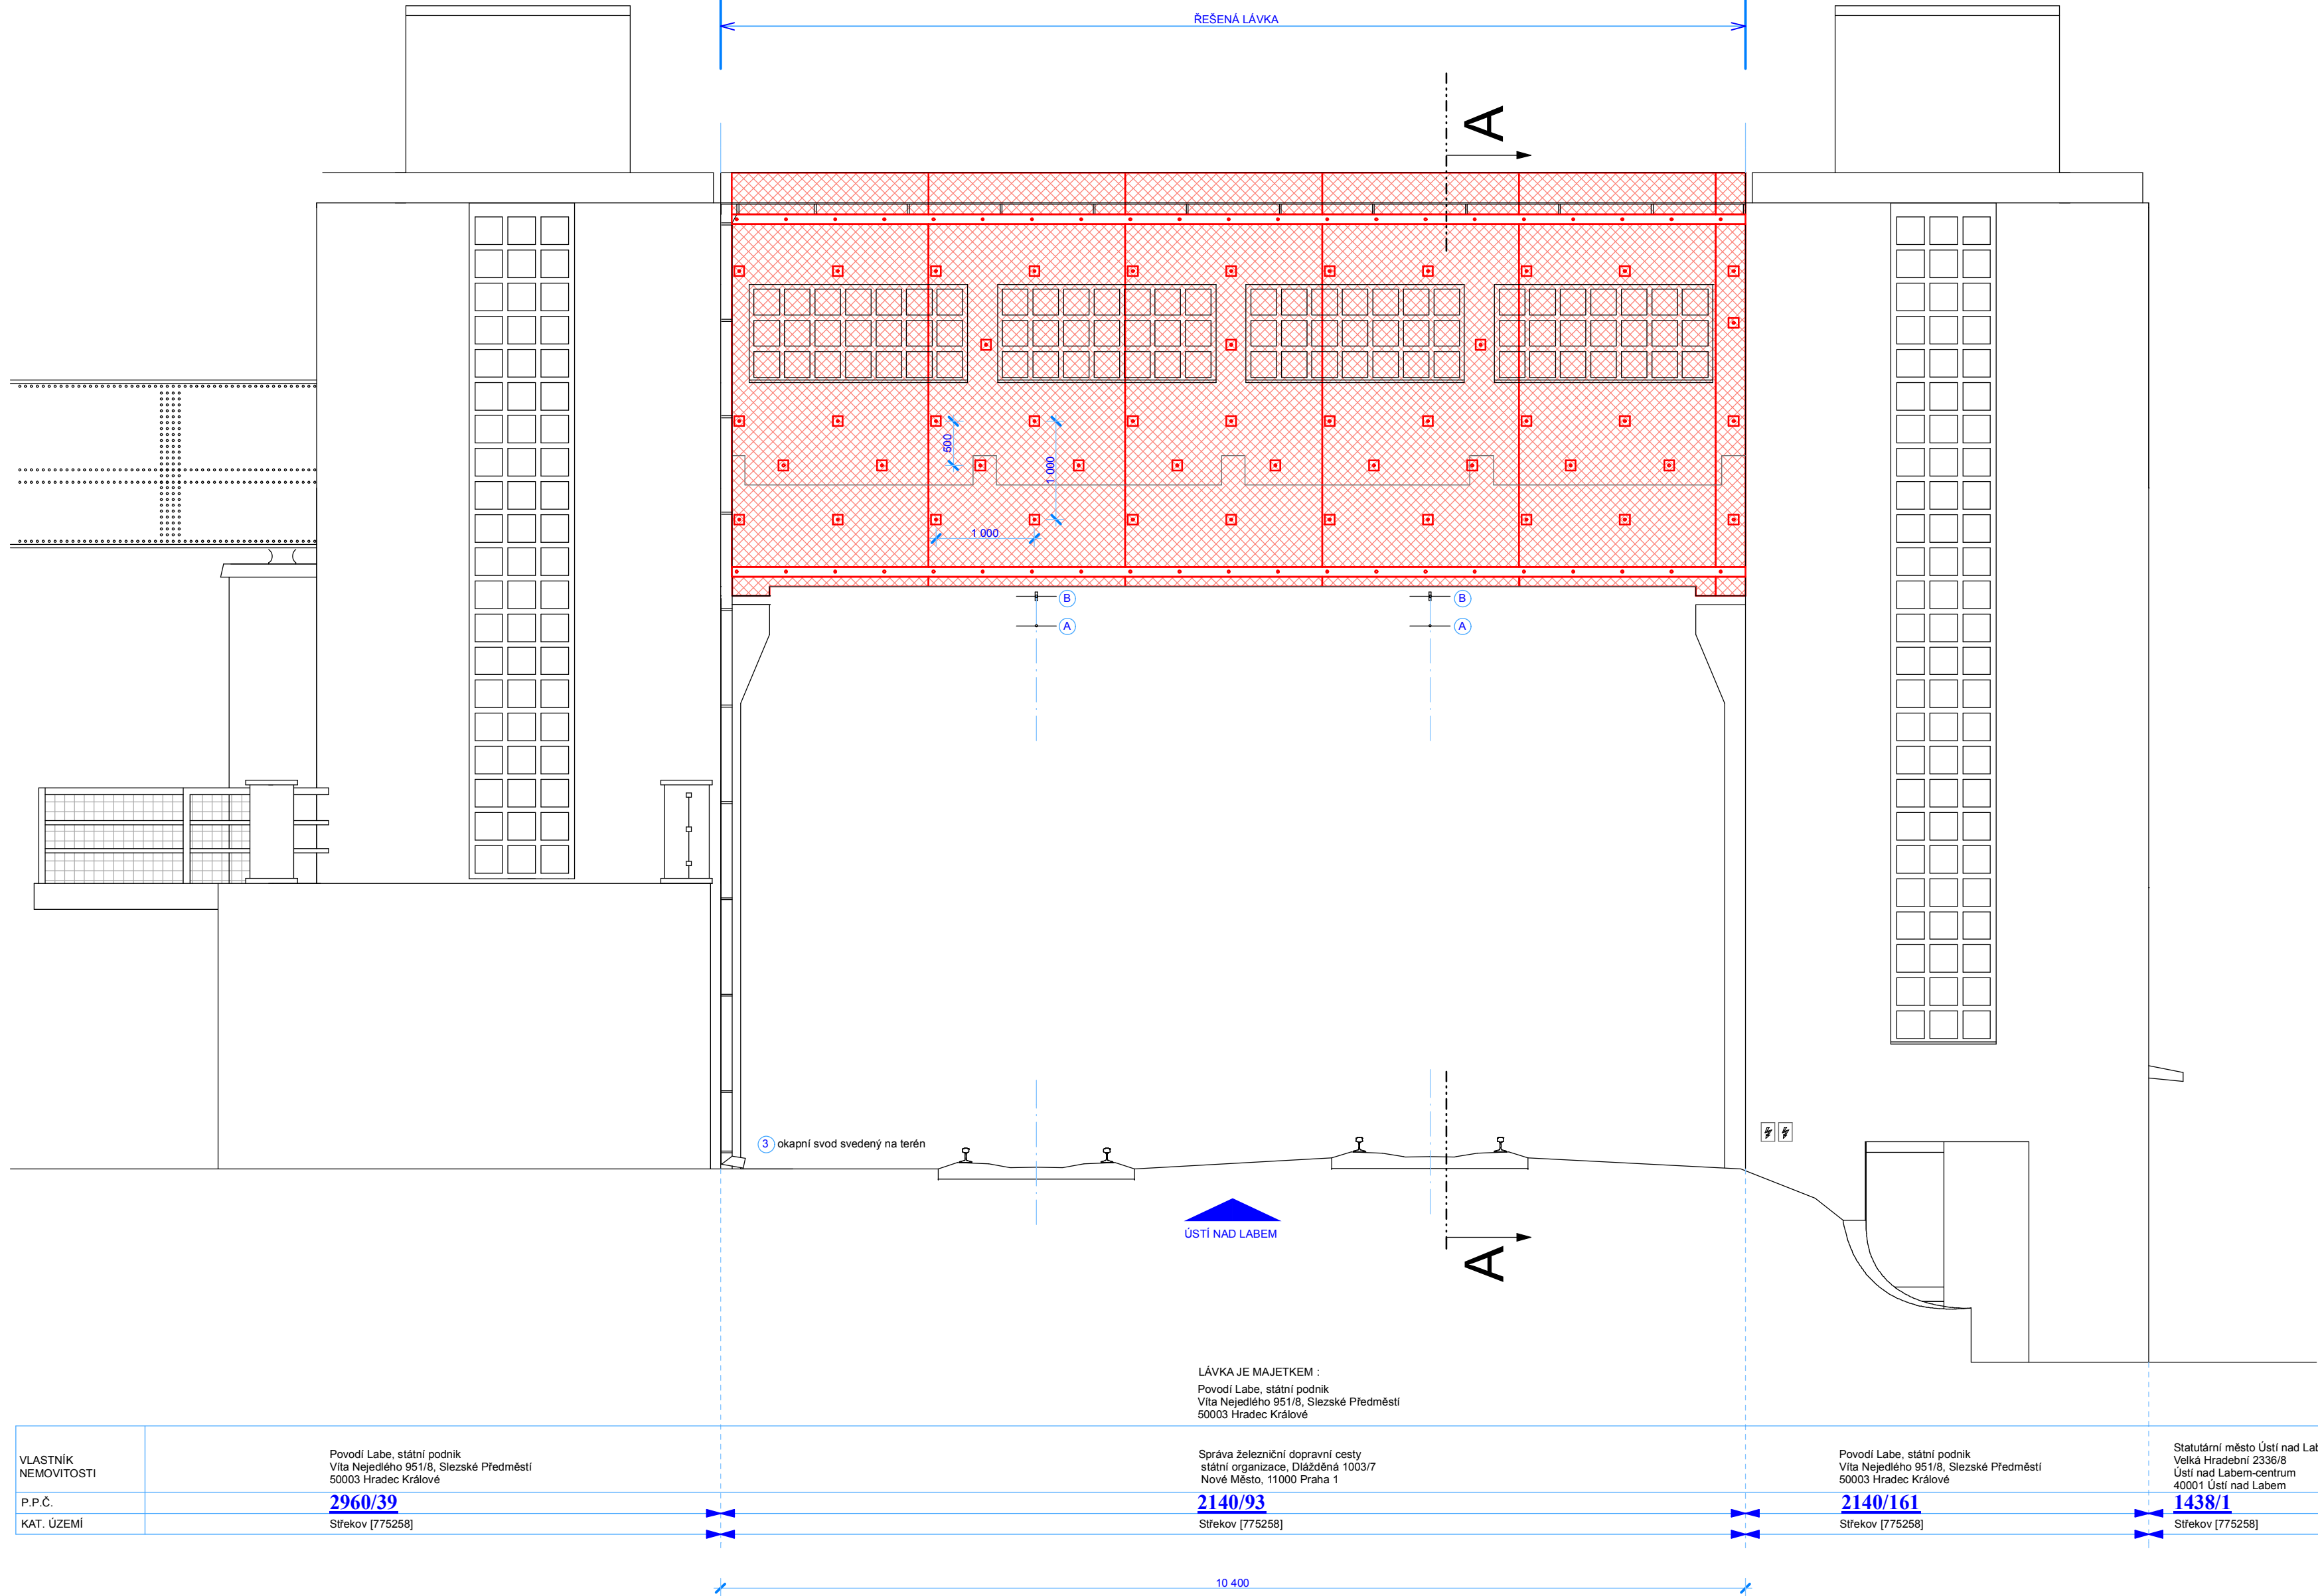 ŘEŠENÁ LÁVKA
A
500
1 000
1 000
B
B
A
A
3 okapní svod svedený na terén
ÚSTÍ NAD LABEM
A
LÁVKA JE MAJETKEM :
Povodí Labe, státní podnik
Víta Nejedlého 951/8, Slezské Předměstí
50003 Hradec Králové
VLASTNÍK
NEMOVITOSTI
Povodí Labe, státní podnik
Víta Nejedlého 951/8, Slezské Předměstí
50003 Hradec Králové
Správa železniční dopravní cesty
státní organizace, Dlážděná 1003/7
Nové Město, 11000 Praha 1
Povodí Labe, státní podnik
Víta Nejedlého 951/8, Slezské Předměstí
50003 Hradec Králové
Statutární město Ústí nad Lab
Velká Hradební 2336/8
Ústí nad Labem-centrum
40001 Ústí nad Labem
P.P.Č.
2960/39
2140/93
2140/161
1438/1
KAT. ÚZEMÍ
Střekov [775258]
Střekov [775258]
Střekov [775258]
Střekov [775258]
10 400